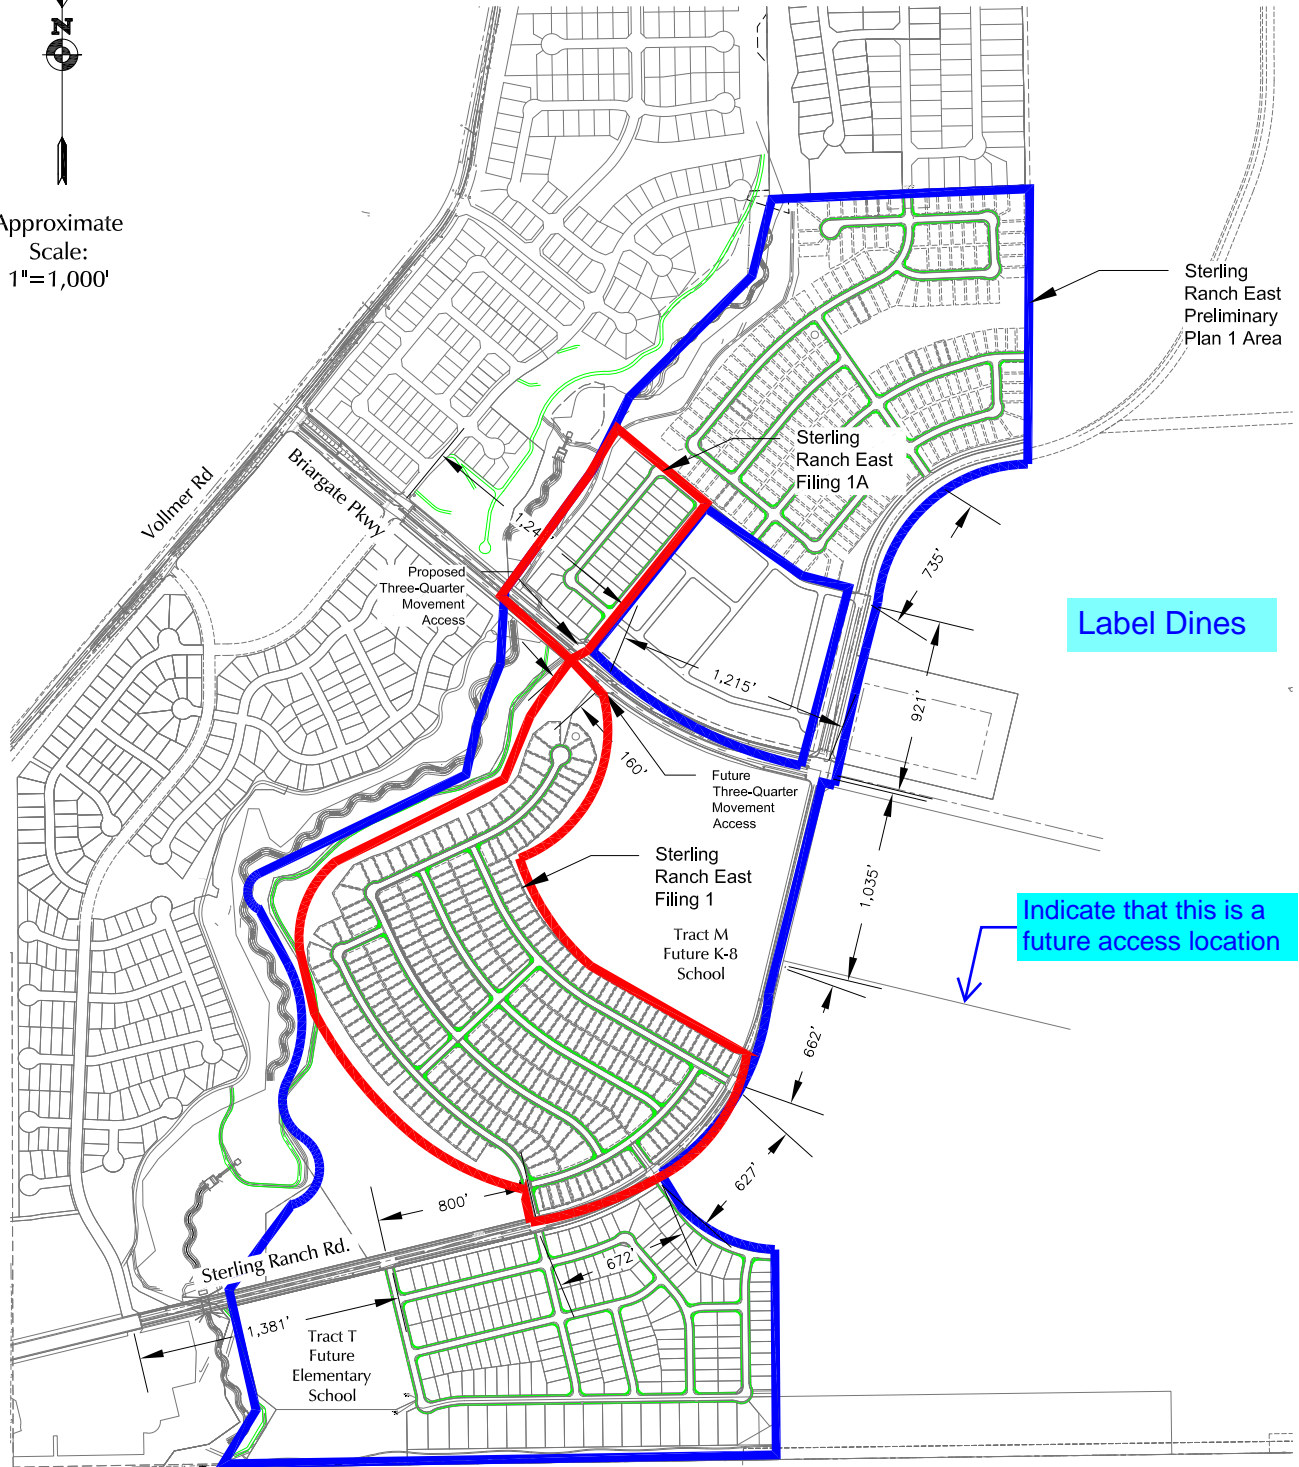 N
Approximate
Scale:
1"=1,000'
Vollmer Rd
Briargate Pkwy
Sterling
Ranch East
Preliminary
Plan 1 Area
Sterling
Ranch East
Filing 1A
735'
Proposed
Three-Quarter
Movement
Access
Label Dines
1,215'
921'
160'
Future
Three-Quarter
Movement
Access
Sterling
Ranch East
Filing 1
1,035'
Tract M
Future K-8
School
Indicate that this is a
future access location
662'
627'
800'
672'
Sterling Ranch Rd.
1,381'
Tract T
Future
Elementary
School